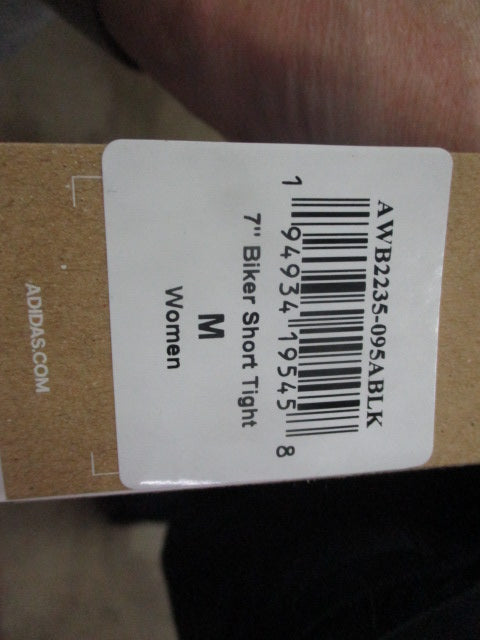 AWB2235-095ABLK
1 94934 19545 8
7" Biker Short Tight
M
Women
ADIDAS.COM